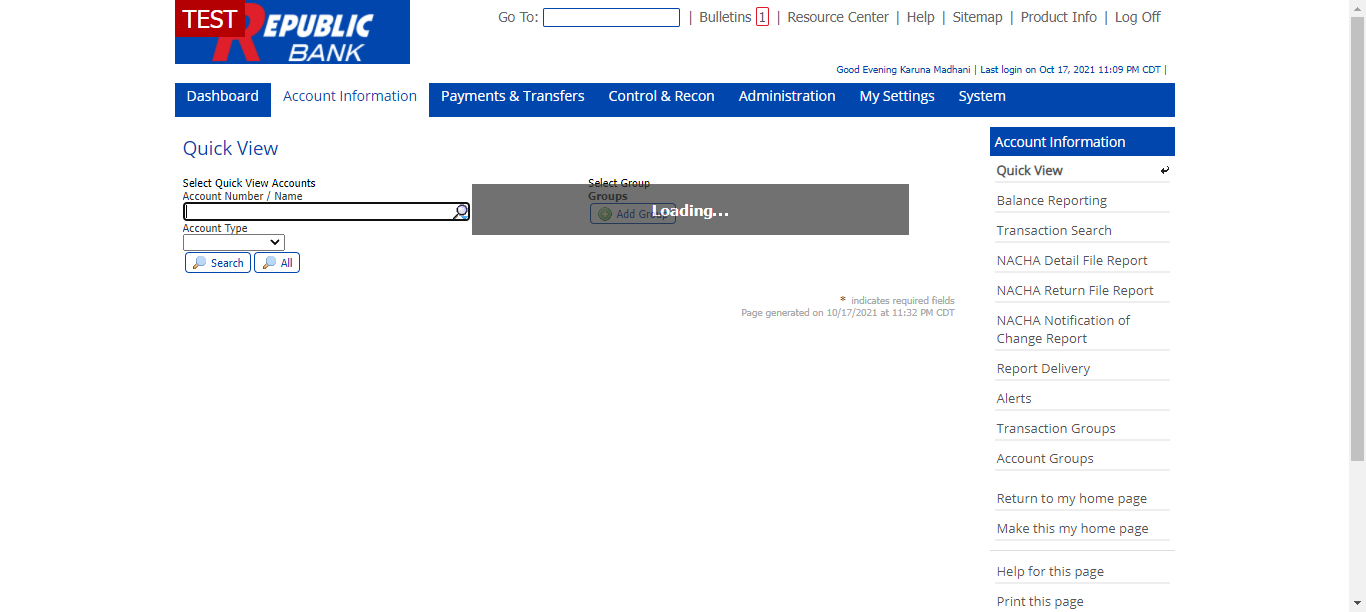 TEST
REPUBLIC
BANK
Go To: | Bulletins 1 | Resource Center | Help | Sitemap | Product Info | Log Off
Good Evening Karuna Madhani | Last login on Oct 17, 2021 11:09 PM CDT |
Dashboard Account Information Payments & Transfers Control & Recon Administration My Settings System
Quick View
Select Quick View Accounts
Account Number / Name
Account Type
Search All
Select Group
Groups
Add Group
Loading...
* indicates required fields
Page generated on 10/17/2021 at 11:32 PM CDT
Account Information
Quick View
Balance Reporting
Transaction Search
NACHA Detail File Report
NACHA Return File Report
NACHA Notification of
Change Report
Report Delivery
Alerts
Transaction Groups
Account Groups
Return to my home page
Make this my home page
Help for this page
Print this page